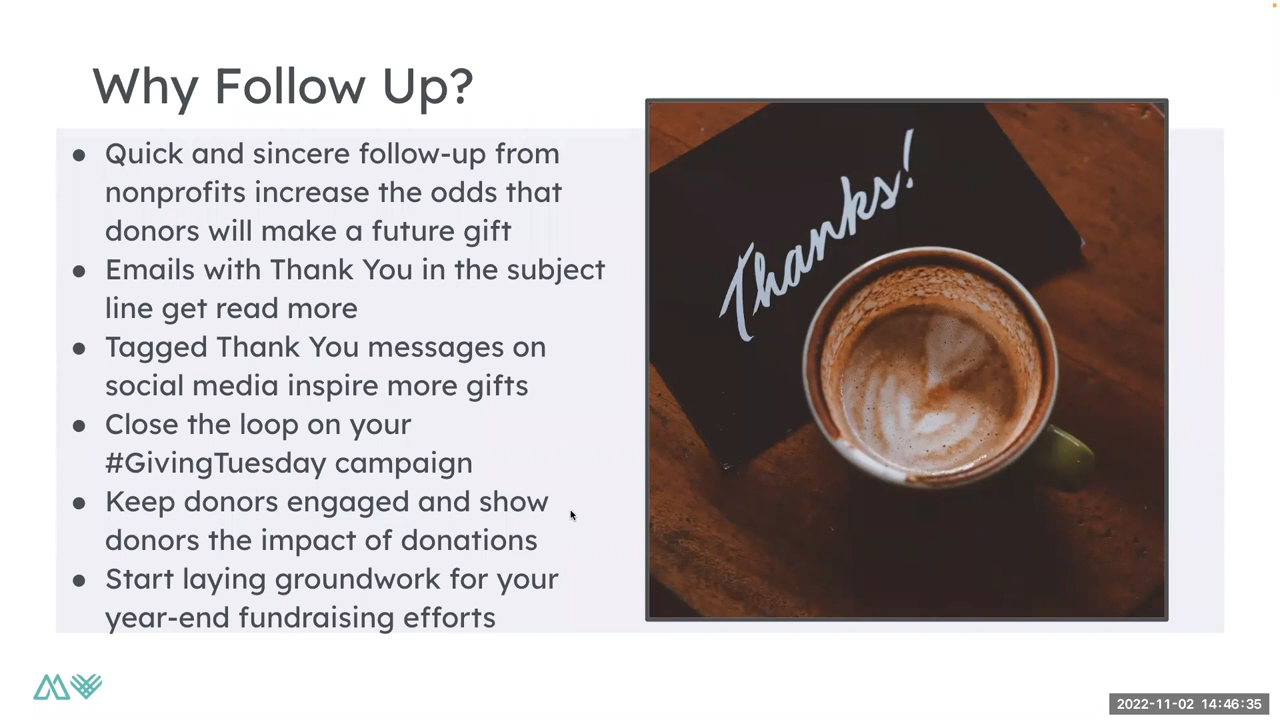 Why Follow Up?
● Quick and sincere follow-up from
nonprofits increase the odds that
donors will make a future gift
● Emails with Thank You in the subject
line get read more
● Tagged Thank You messages on
social media inspire more gifts
● Close the loop on your
#GivingTuesday campaign
● Keep donors engaged and show
donors the impact of donations
● Start laying groundwork for your
year-end fundraising efforts
Thanks!
2022-11-02 14:46:35